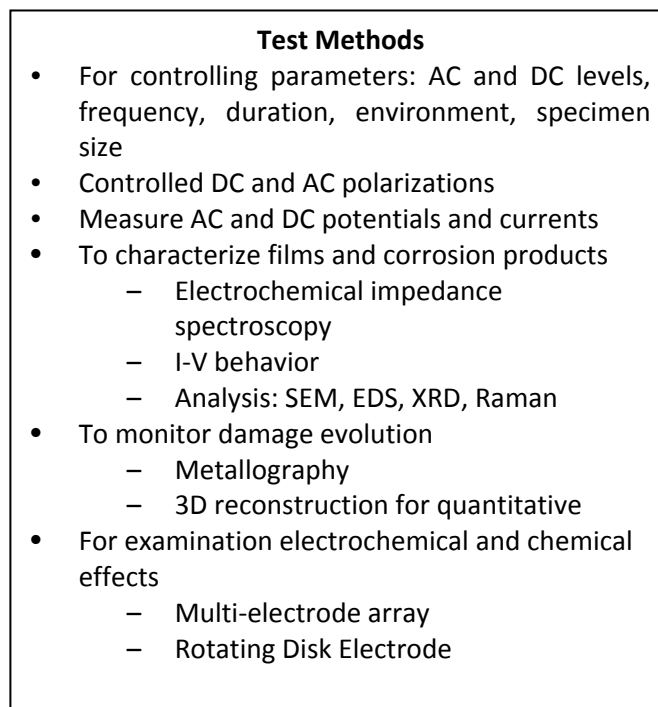 Test Methods
• For controlling parameters: AC and DC levels,
frequency, duration, environment, specimen
size
• Controlled DC and AC polarizations
• Measure AC and DC potentials and currents
• To characterize films and corrosion products
– Electrochemical impedance
spectroscopy
– I-V behavior
– Analysis: SEM, EDS, XRD, Raman
• To monitor damage evolution
– Metallography
– 3D reconstruction for quantitative
• For examination electrochemical and chemical
effects
– Multi-electrode array
– Rotating Disk Electrode